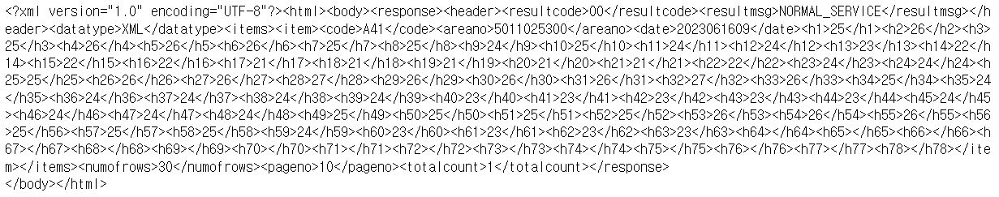 <?xml version="1.0" encoding="UTF-8"?><html><body><response><header><resultcode>00</resultcode><resultmsg>NORMAL_SERVICE</resultmsg></h
eader><datatype>XML</datatype><items><item><code>A41</code><areano>5011025300</areano><date>2023061609</date><h1>25</h1><h2>26</h2><h3>
25</h3><h4>26</h4><h5>26</h5><h6>26</h6><h7>25</h7><h8>25</h8><h9>24</h9><h10>25</h10><h11>24</h11><h12>24</h12><h13>23</h13><h14>22</h
14><h15>22</h15><h16>22</h16><h17>21</h17><h18>21</h18><h19>21</h19><h20>21</h20><h21>21</h21><h22>22</h22><h23>24</h23><h24>24</h24><h
25>25</h25><h26>26</h26><h27>26</h27><h28>27</h28><h29>26</h29><h30>26</h30><h31>26</h31><h32>27</h32><h33>26</h33><h34>25</h34><h35>24
</h35><h36>24</h36><h37>24</h37><h38>24</h38><h39>24</h39><h40>23</h40><h41>23</h41><h42>23</h42><h43>23</h43><h44>23</h44><h45>24</h45
><h46>24</h46><h47>24</h47><h48>24</h48><h49>25</h49><h50>25</h50><h51>25</h51><h52>25</h52><h53>26</h53><h54>26</h54><h55>26</h55><h56
>25</h56><h57>25</h57><h58>25</h58><h59>24</h59><h60>23</h60><h61>23</h61><h62>23</h62><h63>23</h63><h64></h64><h65></h65><h66></h66><h
67></h67><h68></h68><h69></h69><h70></h70><h71></h71><h72></h72><h73></h73><h74></h74><h75></h75><h76></h76><h77></h77><h78></h78></ite
m></items><numofrows>30</numofrows><pageno>10</pageno><totalcount>1</totalcount></response>
</body></html>